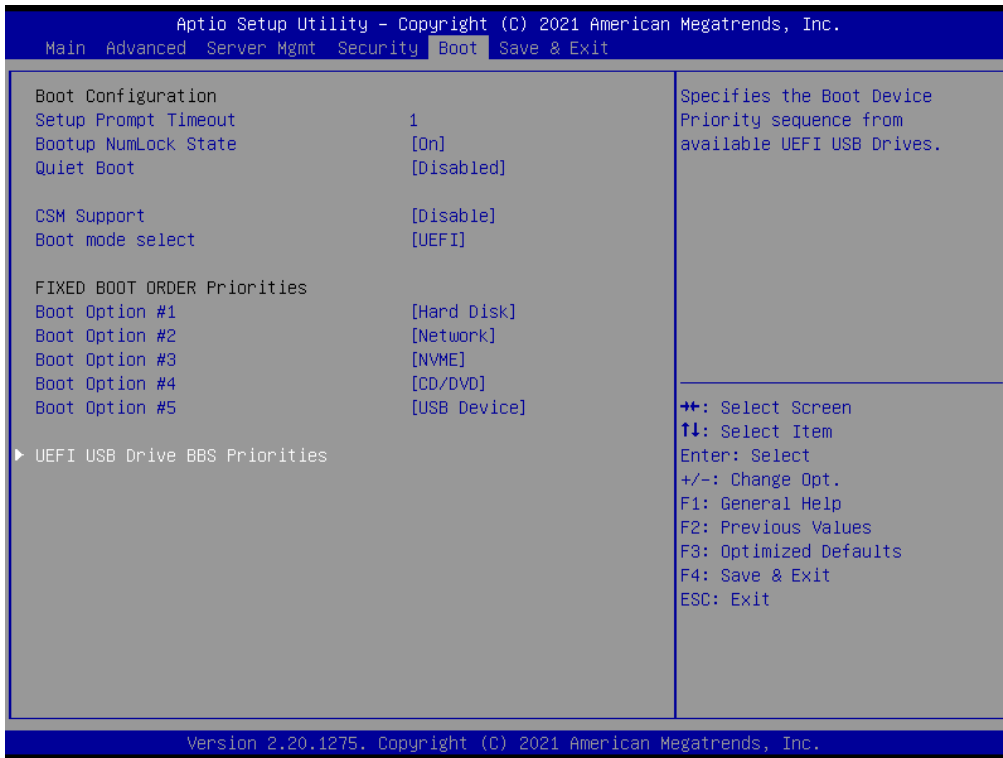 Aptio Setup Utility – Copyright (C) 2021 American Megatrends, Inc.
Main Advanced Server Mgmt Security Boot Save & Exit
Boot Configuration
Setup Prompt Timeout 1
Bootup NumLock State [On]
Quiet Boot [Disabled]
CSM Support [Disable]
Boot mode select [UEFI]
FIXED BOOT ORDER Priorities
Boot Option #1 [Hard Disk]
Boot Option #2 [Network]
Boot Option #3 [NVME]
Boot Option #4 [CD/DVD]
Boot Option #5 [USB Device]
▶ UEFI USB Drive BBS Priorities
Specifies the Boot Device
Priority sequence from
available UEFI USB Drives.
→←: Select Screen
↑↓: Select Item
Enter: Select
+/-: Change Opt.
F1: General Help
F2: Previous Values
F3: Optimized Defaults
F4: Save & Exit
ESC: Exit
Version 2.20.1275. Copyright (C) 2021 American Megatrends, Inc.